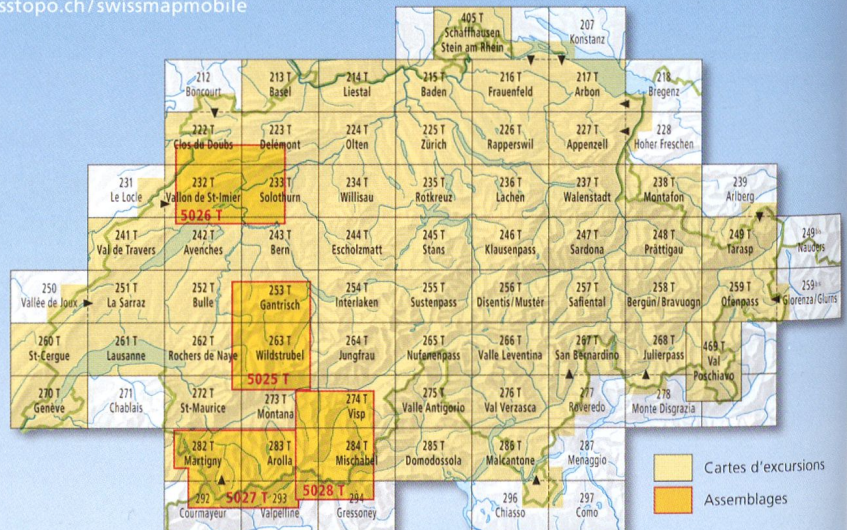 sstopo.ch/swissmapmobile
405 T
Schaffhausen
Stein am Rhein
207
Konstanz
212
Boncourt
213 T
Basel
214 T
Liestal
215 T
Baden
216 T
Frauenfeld
217 T
Arbon
218
Bregenz
222 T
Clos du Doubs
223 T
Delémont
224 T
Olten
225 T
Zürich
226 T
Rapperswil
227 T
Appenzell
228
Hoher Freschen
231
Le Locle
232 T
Vallon de St-Imier
233 T
Solothurn
5026 T
234 T
Willisau
235 T
Rotkreuz
236 T
Lachen
237 T
Walenstadt
238 T
Montafon
239
Arlberg
241 T
Val de Travers
242 T
Avenches
243 T
Bern
244 T
Escholzmatt
245 T
Stans
246 T
Klausenpass
247 T
Sardona
248 T
Prättigau
249 T
Tarasp
249bis
Nauders
250
Vallée de Joux
251 T
La Sarraz
252 T
Bulle
253 T
Gantrisch
254 T
Interlaken
255 T
Sustenpass
256 T
Disentis/Mustér
257 T
Safiental
258 T
Bergün/Bravuogn
259 T
Ofenpass
259bis
Glorenza/Glurns
260 T
St-Cergue
261 T
Lausanne
262 T
Rochers de Naye
263 T
Wildstrubel
5025 T
264 T
Jungfrau
265 T
Nufenenpass
266 T
Valle Leventina
267 T
San Bernardino
268 T
Julierpass
469 T
Val
Poschiavo
270 T
Genève
271
Chablais
272 T
St-Maurice
273 T
Montana
274 T
Visp
275 T
Valle Antigorio
276 T
Val Verzasca
277
Roveredo
278
Monte Disgrazia
282 T
Martigny
283 T
Arolla
284 T
Mischabel
285 T
Domodossola
286 T
Malcantone
287
Menaggio
292
Courmayeur
5027 T
293
Valpelline
5028 T
294
Gressoney
296
Chiasso
297
Como
Cartes d'excursions
Assemblages